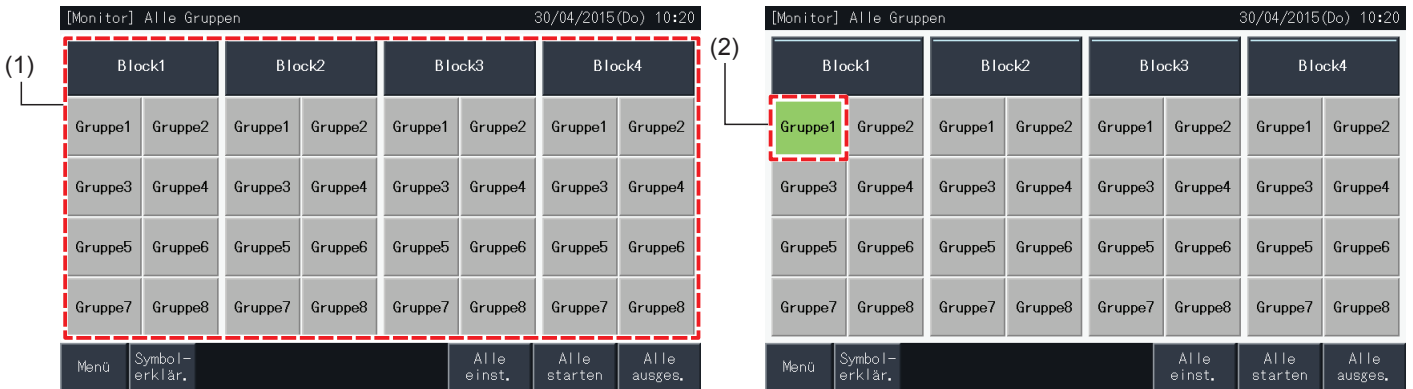 [Monitor] Alle Gruppen 30/04/2015(Do) 10:20
(1)
Block1 Block2 Block3 Block4
Gruppe1 Gruppe2 Gruppe1 Gruppe2 Gruppe1 Gruppe2 Gruppe1 Gruppe2
Gruppe3 Gruppe4 Gruppe3 Gruppe4 Gruppe3 Gruppe4 Gruppe3 Gruppe4
Gruppe5 Gruppe6 Gruppe5 Gruppe6 Gruppe5 Gruppe6 Gruppe5 Gruppe6
Gruppe7 Gruppe8 Gruppe7 Gruppe8 Gruppe7 Gruppe8 Gruppe7 Gruppe8
Menü Symbol- Alle Alle Alle
erklär. einst. starten ausges.
[Monitor] Alle Gruppen 30/04/2015(Do) 10:20
(2)
Block1 Block2 Block3 Block4
Gruppe1 Gruppe2 Gruppe1 Gruppe2 Gruppe1 Gruppe2 Gruppe1 Gruppe2
Gruppe3 Gruppe4 Gruppe3 Gruppe4 Gruppe3 Gruppe4 Gruppe3 Gruppe4
Gruppe5 Gruppe6 Gruppe5 Gruppe6 Gruppe5 Gruppe6 Gruppe5 Gruppe6
Gruppe7 Gruppe8 Gruppe7 Gruppe8 Gruppe7 Gruppe8 Gruppe7 Gruppe8
Menü Symbol- Alle Alle Alle
erklär. einst. starten ausges.